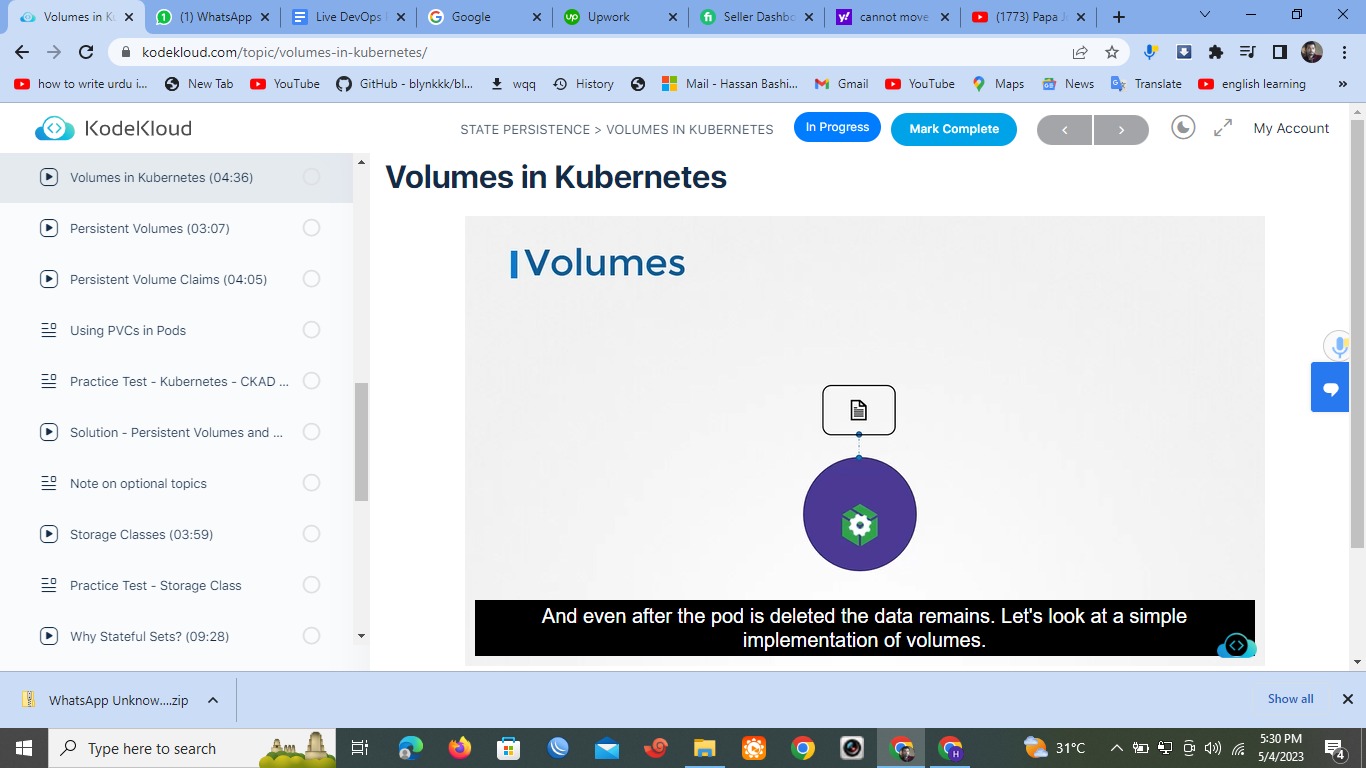 Volumes in Ku
(1) WhatsApp
Live DevOps
Google
Upwork
Seller Dashbo
cannot move
(1773) Papa J
kodekloud.com/topic/volumes-in-kubernetes/
how to write urdu i...
New Tab
YouTube
GitHub - blynkkk/bl...
wqq
History
Mail - Hassan Bashi...
Gmail
YouTube
Maps
News
Translate
english learning
»
KodeKloud
STATE PERSISTENCE > VOLUMES IN KUBERNETES
In Progress
Mark Complete
My Account
Volumes in Kubernetes (04:36)
Persistent Volumes (03:07)
Persistent Volume Claims (04:05)
Using PVCs in Pods
Practice Test - Kubernetes - CKAD ...
Solution - Persistent Volumes and ...
Note on optional topics
Storage Classes (03:59)
Practice Test - Storage Class
Why Stateful Sets? (09:28)
Volumes in Kubernetes
Volumes
And even after the pod is deleted the data remains. Let's look at a simple
implementation of volumes.
WhatsApp Unknow....zip
Show all
Type here to search
31°C
5:30 PM
5/4/2023
4